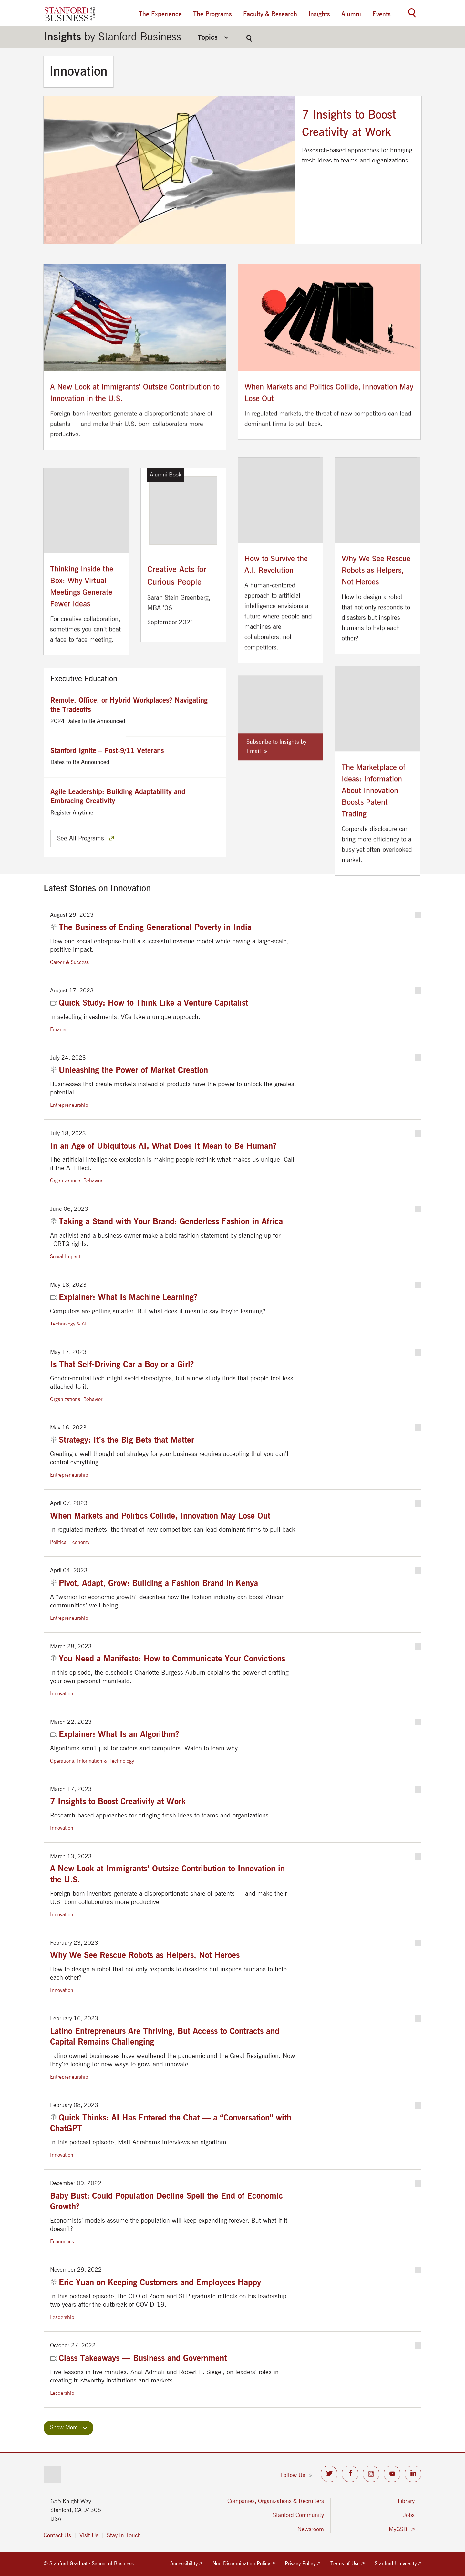 STANFORD
BUSINESS
The Experience
The Programs
Faculty & Research
Insights
Alumni
Events
Insights by Stanford Business
Topics
Innovation
7 Insights to Boost
Creativity at Work
Research-based approaches for bringing
fresh ideas to teams and organizations.
A New Look at Immigrants' Outsize Contribution to
Innovation in the U.S.
Foreign-born inventors generate a disproportionate share of
patents — and make their U.S.-born collaborators more
productive.
When Markets and Politics Collide, Innovation May
Lose Out
In regulated markets, the threat of new competitors can lead
dominant firms to pull back.
Thinking Inside the
Box: Why Virtual
Meetings Generate
Fewer Ideas
For creative collaboration,
sometimes you can't beat
a face-to-face meeting.
Alumni Book
Creative Acts for
Curious People
Sarah Stein Greenberg,
MBA '06
September 2021
How to Survive the
A.I. Revolution
A human-centered
approach to artificial
intelligence envisions a
future where people and
machines are
collaborators, not
competitors.
Why We See Rescue
Robots as Helpers,
Not Heroes
How to design a robot
that not only responds to
disasters but inspires
humans to help each
other?
Executive Education
Remote, Office, or Hybrid Workplaces? Navigating
the Tradeoffs
2024 Dates to Be Announced
Stanford Ignite – Post-9/11 Veterans
Dates to Be Announced
Agile Leadership: Building Adaptability and
Embracing Creativity
Register Anytime
See All Programs
Subscribe to Insights by
Email »
The Marketplace of
Ideas: Information
About Innovation
Boosts Patent
Trading
Corporate disclosure can
bring more efficiency to a
busy yet often-overlooked
market.
Latest Stories on Innovation
August 29, 2023
The Business of Ending Generational Poverty in India
How one social enterprise built a successful revenue model while having a large-scale,
positive impact.
Career & Success
August 17, 2023
Quick Study: How to Think Like a Venture Capitalist
In selecting investments, VCs take a unique approach.
Finance
July 24, 2023
Unleashing the Power of Market Creation
Businesses that create markets instead of products have the power to unlock the greatest
potential.
Entrepreneurship
July 18, 2023
In an Age of Ubiquitous AI, What Does It Mean to Be Human?
The artificial intelligence explosion is making people rethink what makes us unique. Call
it the AI Effect.
Organizational Behavior
June 06, 2023
Taking a Stand with Your Brand: Genderless Fashion in Africa
An activist and a business owner make a bold fashion statement by standing up for
LGBTQ rights.
Social Impact
May 18, 2023
Explainer: What Is Machine Learning?
Computers are getting smarter. But what does it mean to say they're learning?
Technology & AI
May 17, 2023
Is That Self-Driving Car a Boy or a Girl?
Gender-neutral tech might avoid stereotypes, but a new study finds that people feel less
attached to it.
Organizational Behavior
May 16, 2023
Strategy: It's the Big Bets that Matter
Creating a well-thought-out strategy for your business requires accepting that you can't
control everything.
Entrepreneurship
April 07, 2023
When Markets and Politics Collide, Innovation May Lose Out
In regulated markets, the threat of new competitors can lead dominant firms to pull back.
Political Economy
April 04, 2023
Pivot, Adapt, Grow: Building a Fashion Brand in Kenya
A "warrior for economic growth" describes how the fashion industry can boost African
communities' well-being.
Entrepreneurship
March 28, 2023
You Need a Manifesto: How to Communicate Your Convictions
In this episode, the d.school's Charlotte Burgess-Auburn explains the power of crafting
your own personal manifesto.
Innovation
March 22, 2023
Explainer: What Is an Algorithm?
Algorithms aren't just for coders and computers. Watch to learn why.
Operations, Information & Technology
March 17, 2023
7 Insights to Boost Creativity at Work
Research-based approaches for bringing fresh ideas to teams and organizations.
Innovation
March 13, 2023
A New Look at Immigrants' Outsize Contribution to Innovation in
the U.S.
Foreign-born inventors generate a disproportionate share of patents — and make their
U.S.-born collaborators more productive.
Innovation
February 23, 2023
Why We See Rescue Robots as Helpers, Not Heroes
How to design a robot that not only responds to disasters but inspires humans to help
each other?
Innovation
February 16, 2023
Latino Entrepreneurs Are Thriving, But Access to Contracts and
Capital Remains Challenging
Latino-owned businesses have weathered the pandemic and the Great Resignation. Now
they're looking for new ways to grow and innovate.
Entrepreneurship
February 08, 2023
Quick Thinks: AI Has Entered the Chat — a "Conversation" with
ChatGPT
In this podcast episode, Matt Abrahams interviews an algorithm.
Innovation
December 09, 2022
Baby Bust: Could Population Decline Spell the End of Economic
Growth?
Economists' models assume the population will keep expanding forever. But what if it
doesn't?
Economics
November 29, 2022
Eric Yuan on Keeping Customers and Employees Happy
In this podcast episode, the CEO of Zoom and SEP graduate reflects on his leadership
two years after the outbreak of COVID-19.
Leadership
October 27, 2022
Class Takeaways — Business and Government
Five lessons in five minutes: Anat Admati and Robert E. Siegel, on leaders' roles in
creating trustworthy institutions and markets.
Leadership
Show More
Follow Us »
655 Knight Way
Stanford, CA 94305
USA
Contact Us
Visit Us
Stay In Touch
Companies, Organizations & Recruiters
Stanford Community
Newsroom
Library
Jobs
MyGSB
© Stanford Graduate School of Business
Accessibility
Non-Discrimination Policy
Privacy Policy
Terms of Use
Stanford University